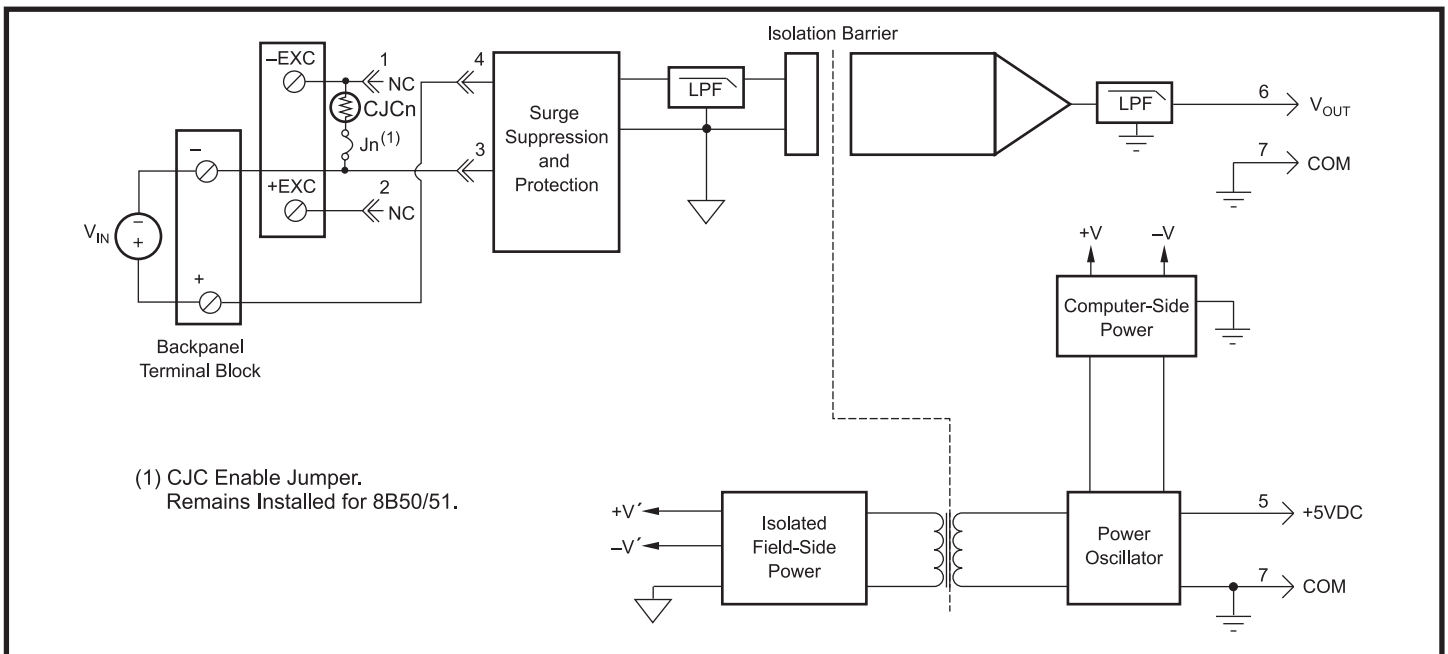 Isolation Barrier
–EXC
1
NC
4
CJCn
Jn(1)
Surge
Suppression
and
Protection
LPF
LPF
6
VOUT
–
3
7
COM
+EXC
2
NC
VIN
–
+
+
+V
–V
Computer-Side
Power
Backpanel
Terminal Block
(1) CJC Enable Jumper.
Remains Installed for 8B50/51.
+V′
–V′
Isolated
Field-Side
Power
Power
Oscillator
5
+5VDC
7
COM